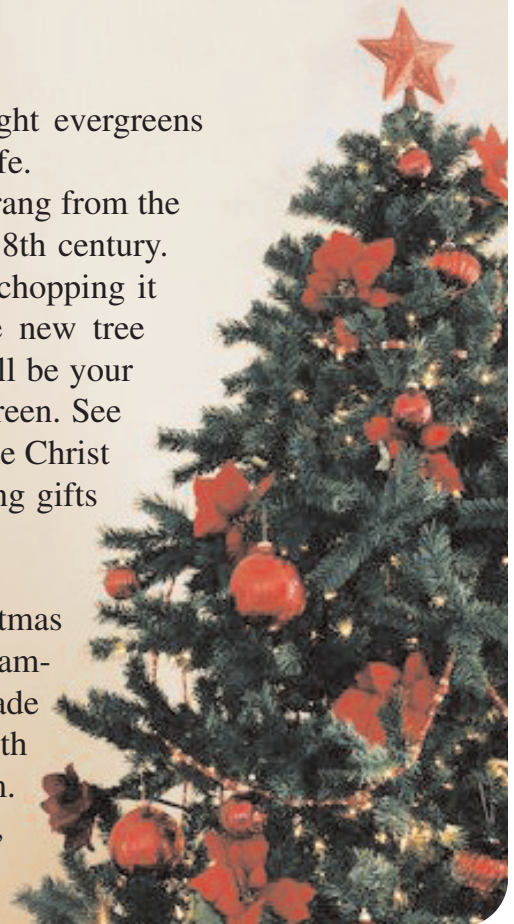 ght evergreens
fe.
rang from the
8th century.
chopping it
e new tree
ll be your
reen. See
e Christ
ng gifts
tmas
am-
ade
th
n.
,